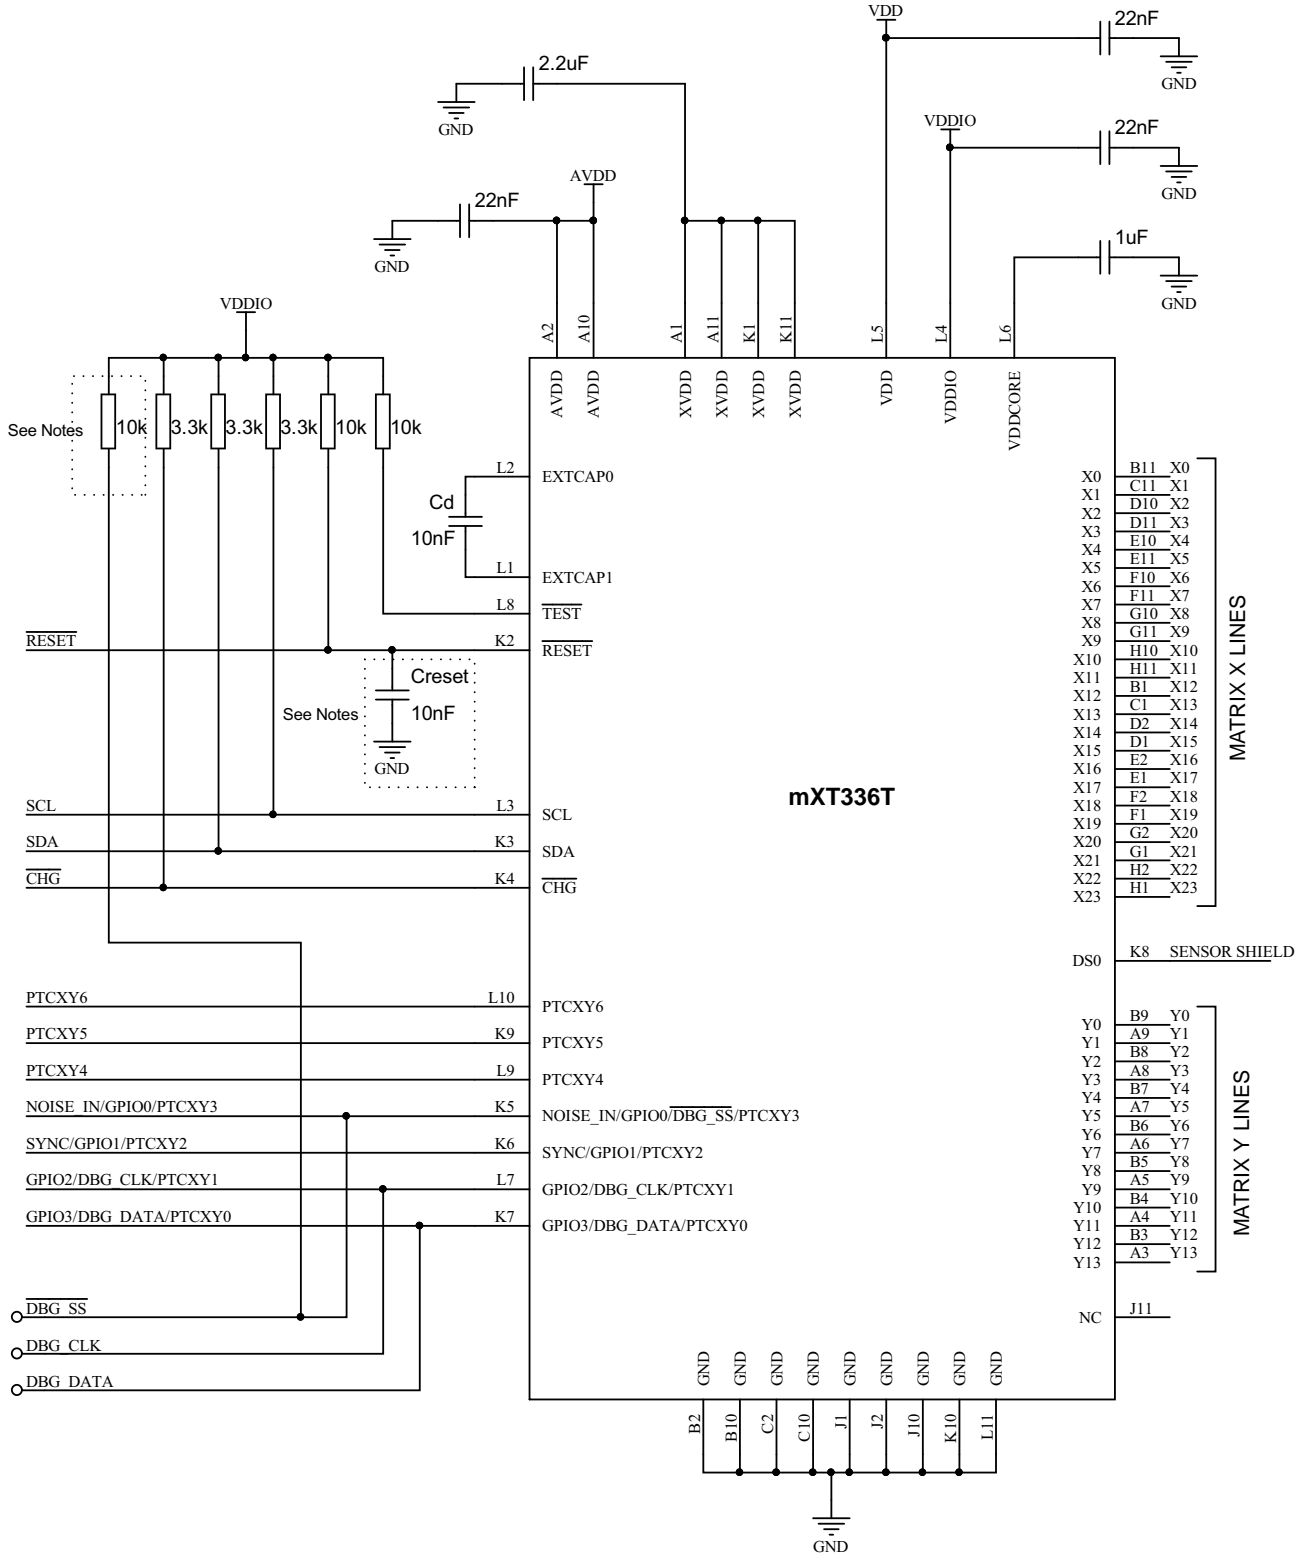 VDD
22nF
GND
2.2uF
GND
VDDIO
22nF
GND
AVDD
22nF
GND
1uF
GND
VDDIO
A2
A10
A1
A11
K1
K11
L5
L4
L6
AVDD
AVDD
XVDD
XVDD
XVDD
XVDD
VDD
VDDIO
VDDCORE
See Notes
10k
3.3k
3.3k
3.3k
10k
10k
L2
EXTCAP0
Cd
10nF
L1
EXTCAP1
L8
TEST
RESET
K2
RESET
Creset
10nF
See Notes
GND
mXT336T
SCL
L3
SCL
SDA
K3
SDA
CHG
K4
CHG
PTCXY6
L10
PTCXY6
PTCXY5
K9
PTCXY5
PTCXY4
L9
PTCXY4
NOISE_IN/GPIO0/PTCXY3
K5
NOISE_IN/GPIO0/DBG_SS/PTCXY3
SYNC/GPIO1/PTCXY2
K6
SYNC/GPIO1/PTCXY2
GPIO2/DBG_CLK/PTCXY1
L7
GPIO2/DBG_CLK/PTCXY1
GPIO3/DBG_DATA/PTCXY0
K7
GPIO3/DBG_DATA/PTCXY0
DBG_SS
DBG_CLK
DBG_DATA
X0 B11 X0
X1 C11 X1
X2 D10 X2
X3 D11 X3
X4 E10 X4
X5 E11 X5
X6 F10 X6
X7 F11 X7
X8 G10 X8
X9 G11 X9
X10 H10 X10
X11 H11 X11
X12 B1 X12
X13 C1 X13
X14 D2 X14
X15 D1 X15
X16 E2 X16
X17 E1 X17
X18 F2 X18
X19 F1 X19
X20 G2 X20
X21 G1 X21
X22 H2 X22
X23 H1 X23
MATRIX X LINES
DS0 K8 SENSOR SHIELD
Y0 B9 Y0
Y1 A9 Y1
Y2 B8 Y2
Y3 A8 Y3
Y4 B7 Y4
Y5 A7 Y5
Y6 B6 Y6
Y7 A6 Y7
Y8 B5 Y8
Y9 A5 Y9
Y10 B4 Y10
Y11 A4 Y11
Y12 B3 Y12
Y13 A3 Y13
MATRIX Y LINES
NC J11
GND
GND
GND
GND
GND
GND
GND
GND
GND
B2
B10
C2
C10
J1
J2
J10
K10
L11
GND